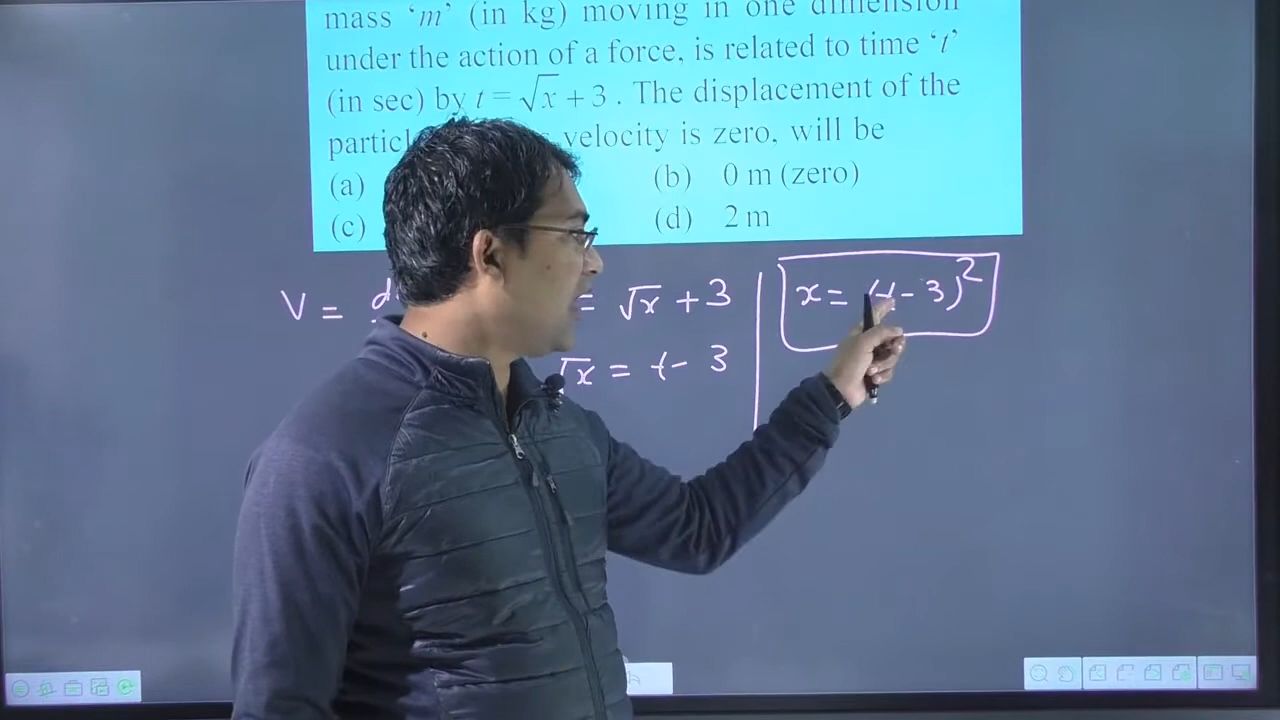 mass ‘m’ (in kg) moving in one dimension
under the action of a force, is related to time ‘t’
(in sec) by t = √x + 3 . The displacement of the
velocity is zero, will be
(a) (b) 0 m (zero)
(c) (d) 2 m
V = = √x + 3 x = (t - 3)²
√x = t - 3